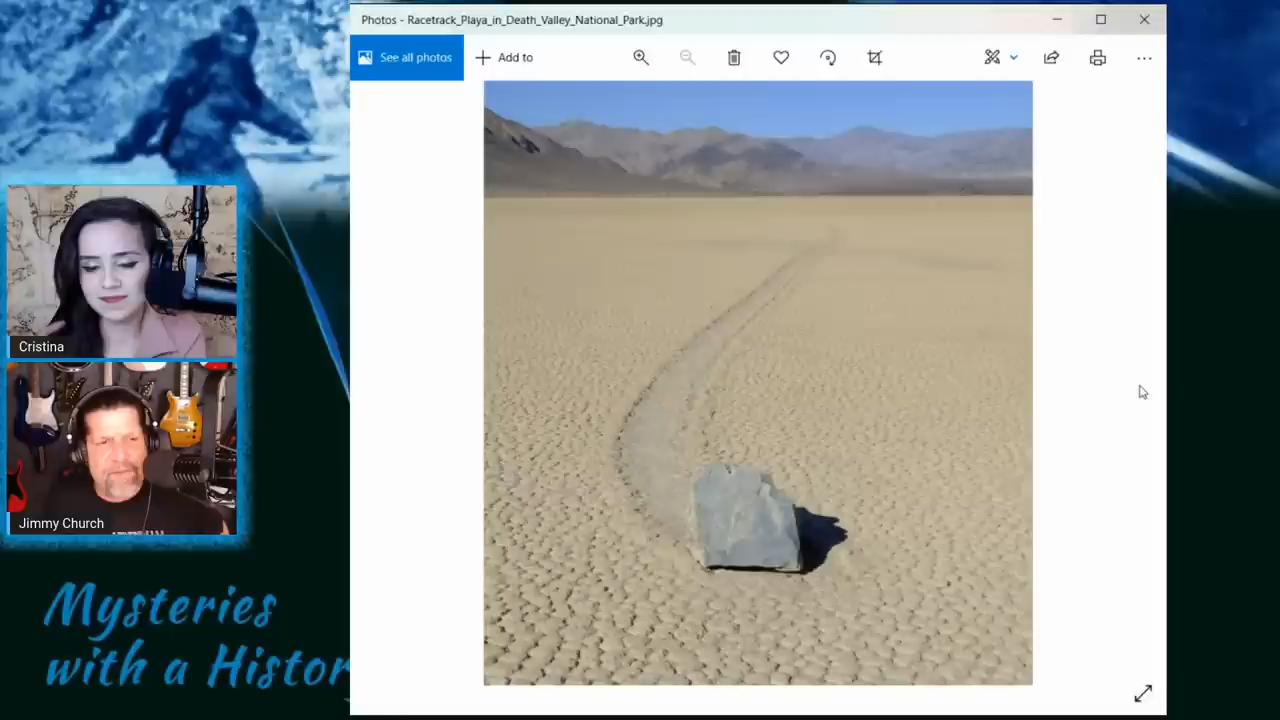 Photos - Racetrack_Playa_in_Death_Valley_National_Park.jpg
See all photos
Add to
Cristina
Jimmy Church
Mysteries
with a Histor